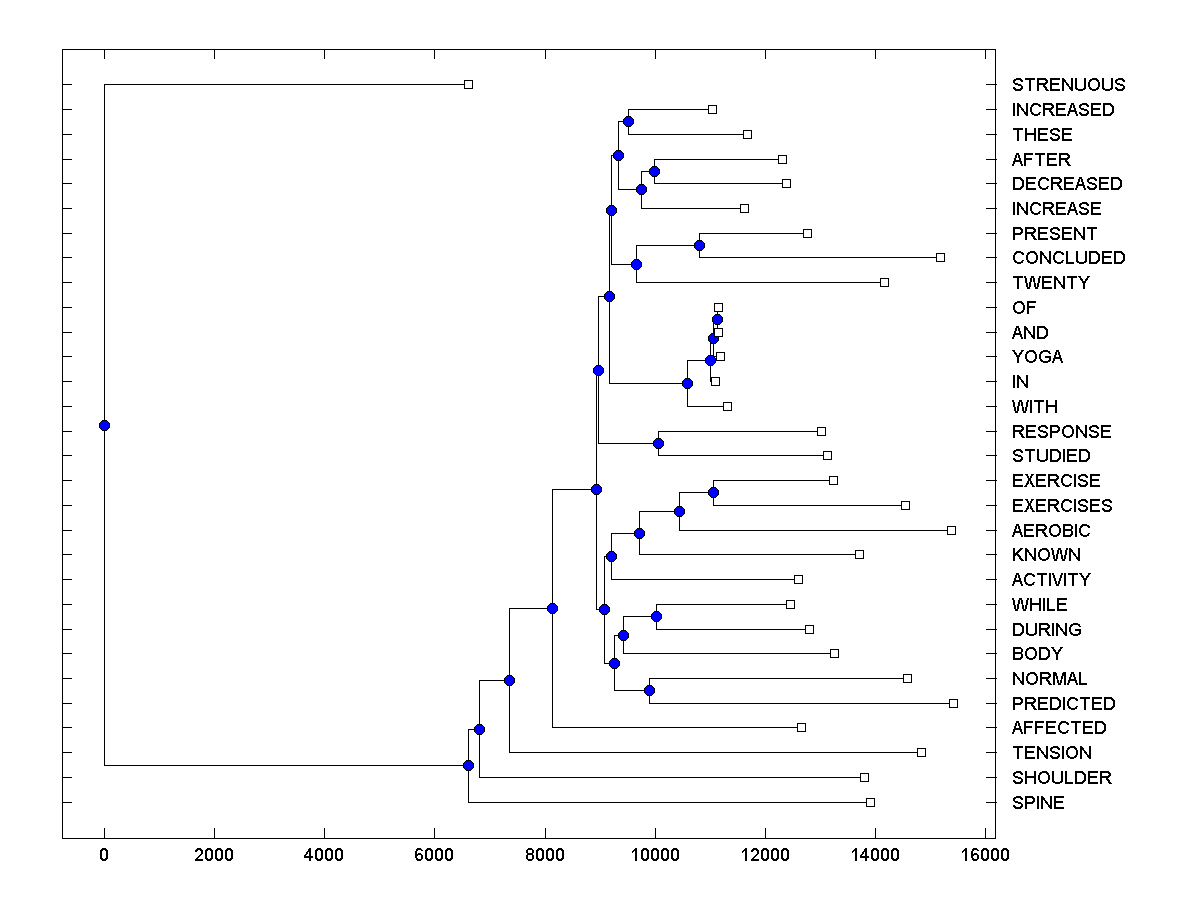 STRENUOUS
INCREASED
THESE
AFTER
DECREASED
INCREASE
PRESENT
CONCLUDED
TWENTY
OF
AND
YOGA
IN
WITH
RESPONSE
STUDIED
EXERCISE
EXERCISES
AEROBIC
KNOWN
ACTIVITY
WHILE
DURING
BODY
NORMAL
PREDICTED
AFFECTED
TENSION
SHOULDER
SPINE
0 2000 4000 6000 8000 10000 12000 14000 16000